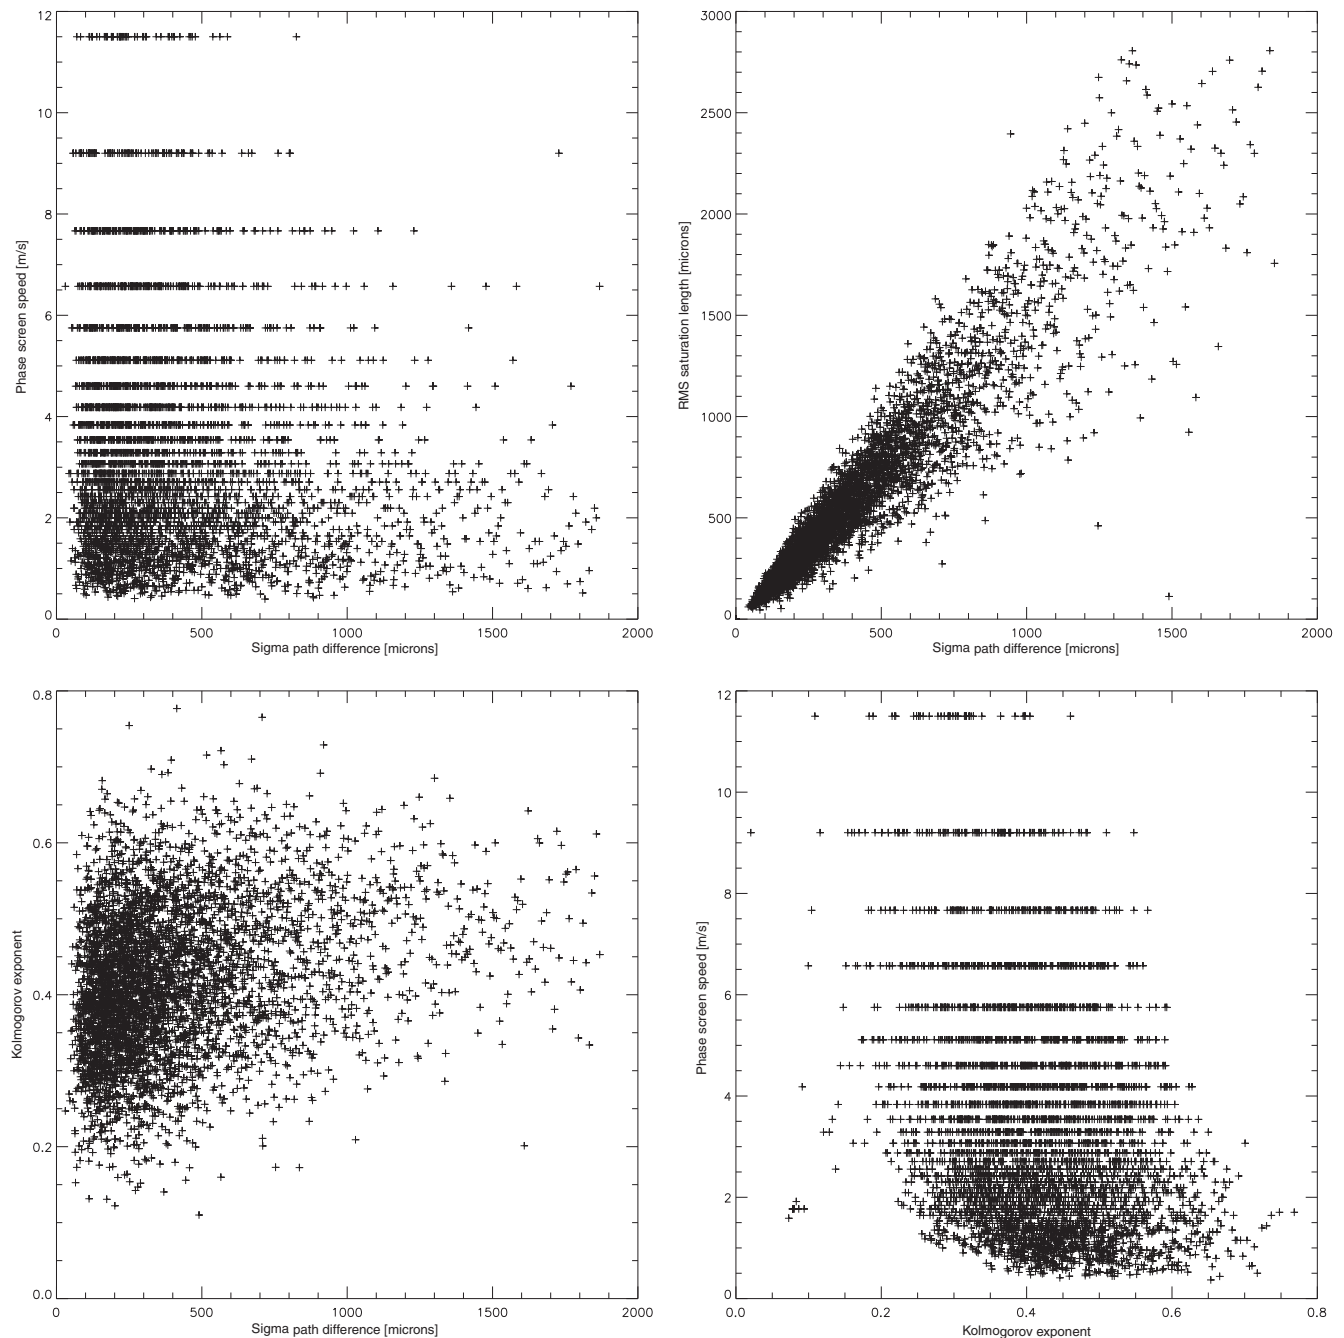 12
10
8
6
4
2
0
Phase screen speed [m/s]
0 500 1000 1500 2000
Sigma path difference [microns]
3000
2500
2000
1500
1000
500
0
RMS saturation length [microns]
0 500 1000 1500 2000
Sigma path difference [microns]
0.8
0.6
0.4
0.2
0.0
Kolmogorov exponent
0 500 1000 1500 2000
Sigma path difference [microns]
12
10
8
6
4
2
0
Phase screen speed [m/s]
0.0 0.2 0.4 0.6 0.8
Kolmogorov exponent